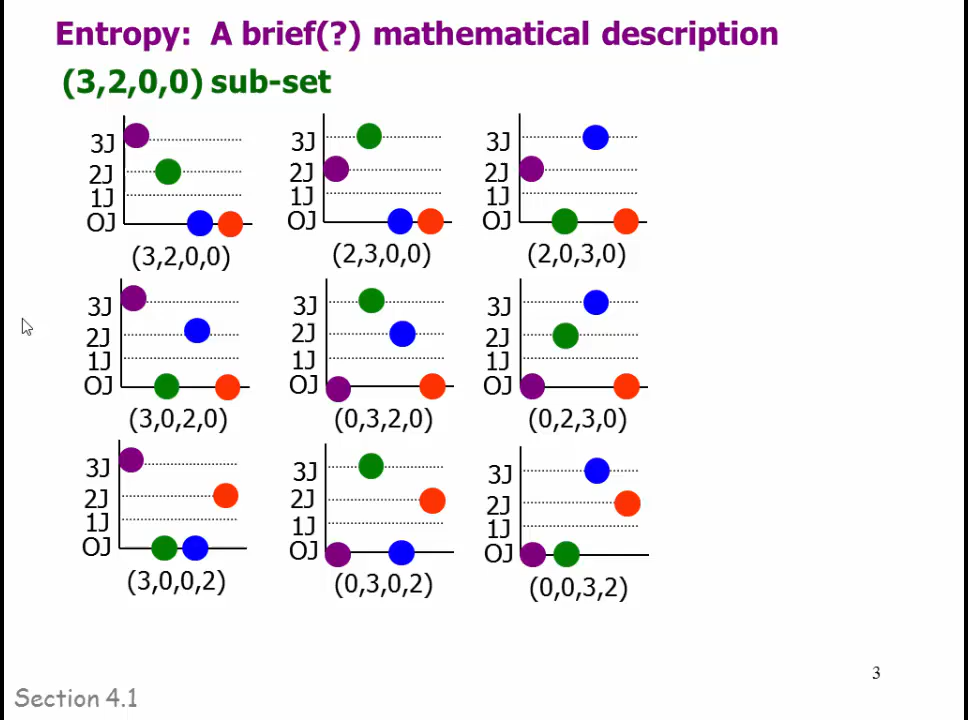 Entropy: A brief(?) mathematical description
(3,2,0,0) sub-set
3J 3J 3J
2J 2J 2J
1J 1J 1J
OJ OJ OJ
(3,2,0,0) (2,3,0,0) (2,0,3,0)
3J 3J 3J
2J 2J 2J
1J 1J 1J
OJ OJ OJ
(3,0,2,0) (0,3,2,0) (0,2,3,0)
3J 3J 3J
2J 2J 2J
1J 1J 1J
OJ OJ OJ
(3,0,0,2) (0,3,0,2) (0,0,3,2)
3
Section 4.1